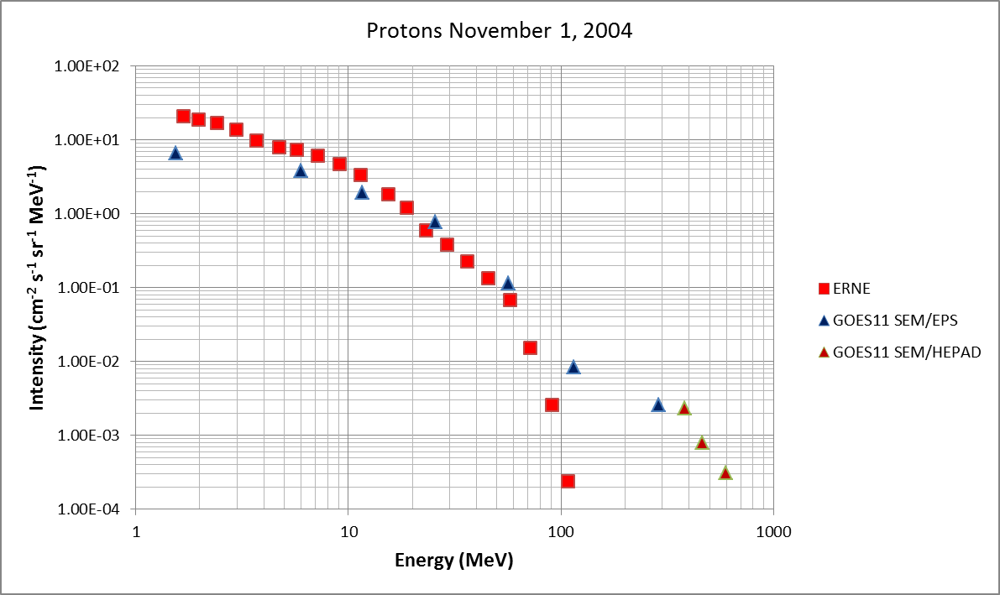 Protons November 1, 2004
1.00E+02
1.00E+01
1.00E+00
1.00E-01
1.00E-02
1.00E-03
1.00E-04
Intensity (cm⁻² s⁻¹ sr⁻¹ MeV⁻¹)
1 10 100 1000
Energy (MeV)
ERNE
GOES11 SEM/EPS
GOES11 SEM/HEPAD